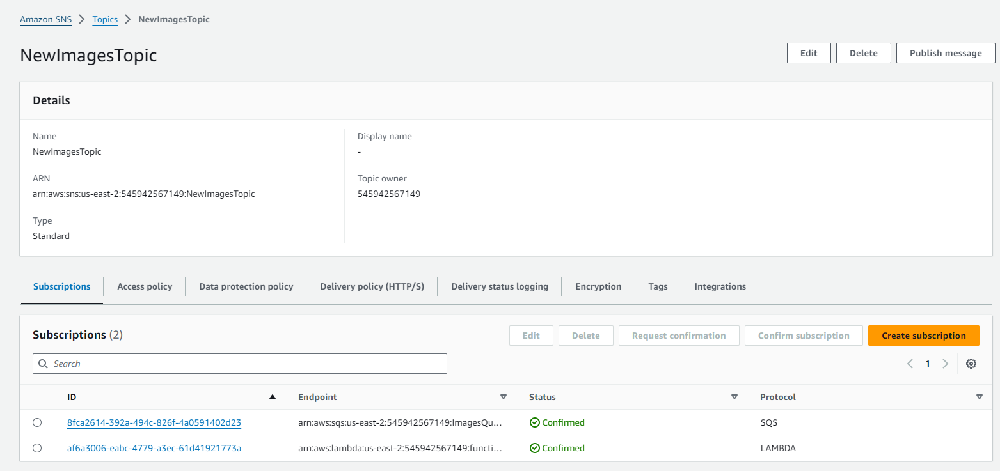 Amazon SNS > Topics > NewImagesTopic
NewImagesTopic
Edit Delete Publish message
Details
Name
NewImagesTopic
Display name
-
ARN
arn:aws:sns:us-east-2:545942567149:NewImagesTopic
Topic owner
545942567149
Type
Standard
Subscriptions Access policy Data protection policy Delivery policy (HTTP/S) Delivery status logging Encryption Tags Integrations
Subscriptions (2)
Edit Delete Request confirmation Confirm subscription Create subscription
Search
1
ID Endpoint Status Protocol
8fca2614-392a-494c-826f-4a0591402d23 arn:aws:sqs:us-east-2:545942567149:ImagesQu... Confirmed SQS
af6a3006-eabc-4779-a3ec-61d41921773a arn:aws:lambda:us-east-2:545942567149:functi... Confirmed LAMBDA